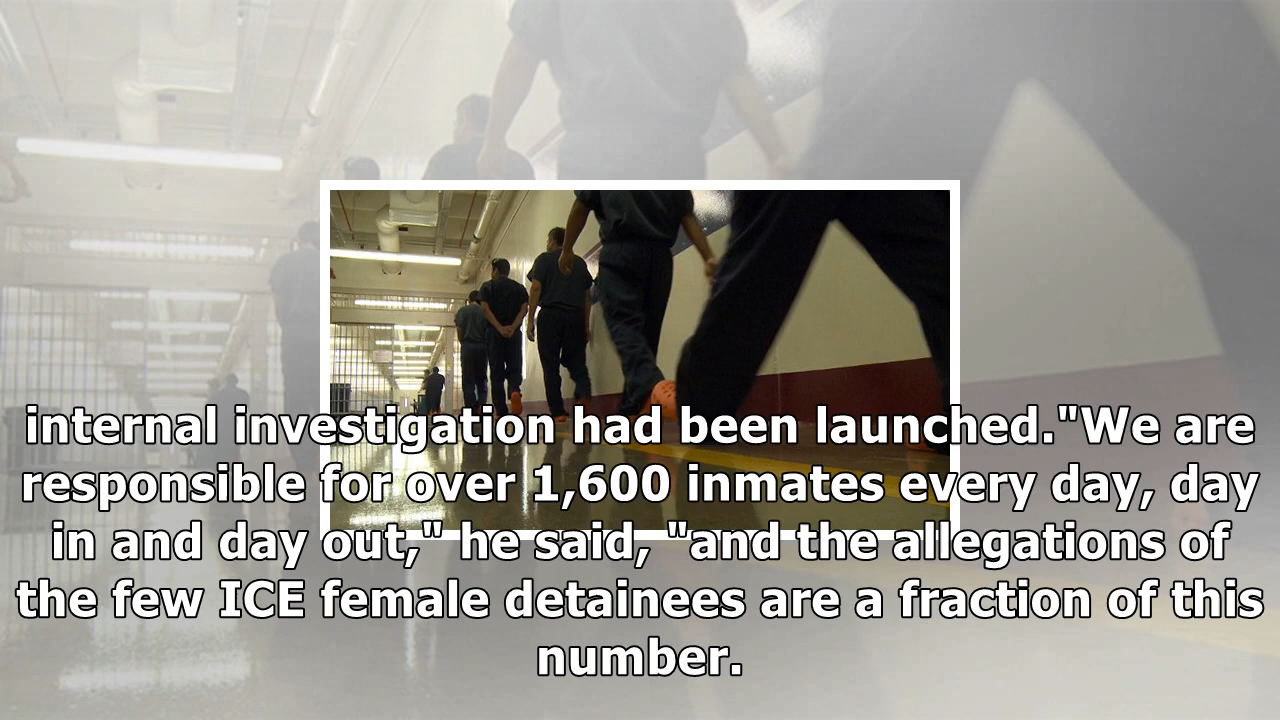 internal investigation had been launched."We are
responsible for over 1,600 inmates every day, day
in and day out," he said, "and the allegations of
the few ICE female detainees are a fraction of this
number.